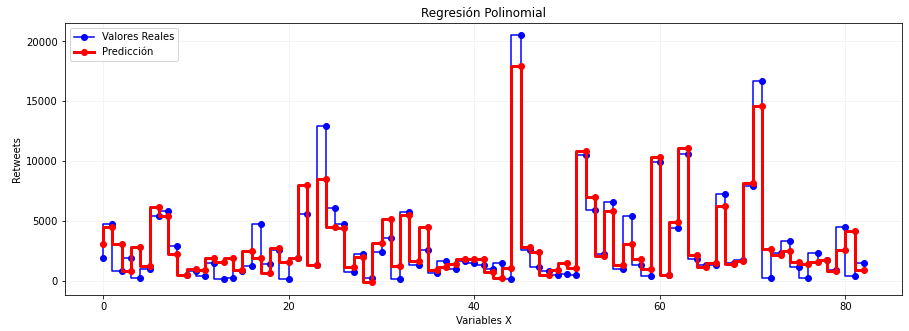 Regresión Polinomial
Valores Reales
Predicción
Retweets
20000
15000
10000
5000
0
0
20
40
60
80
Variables X